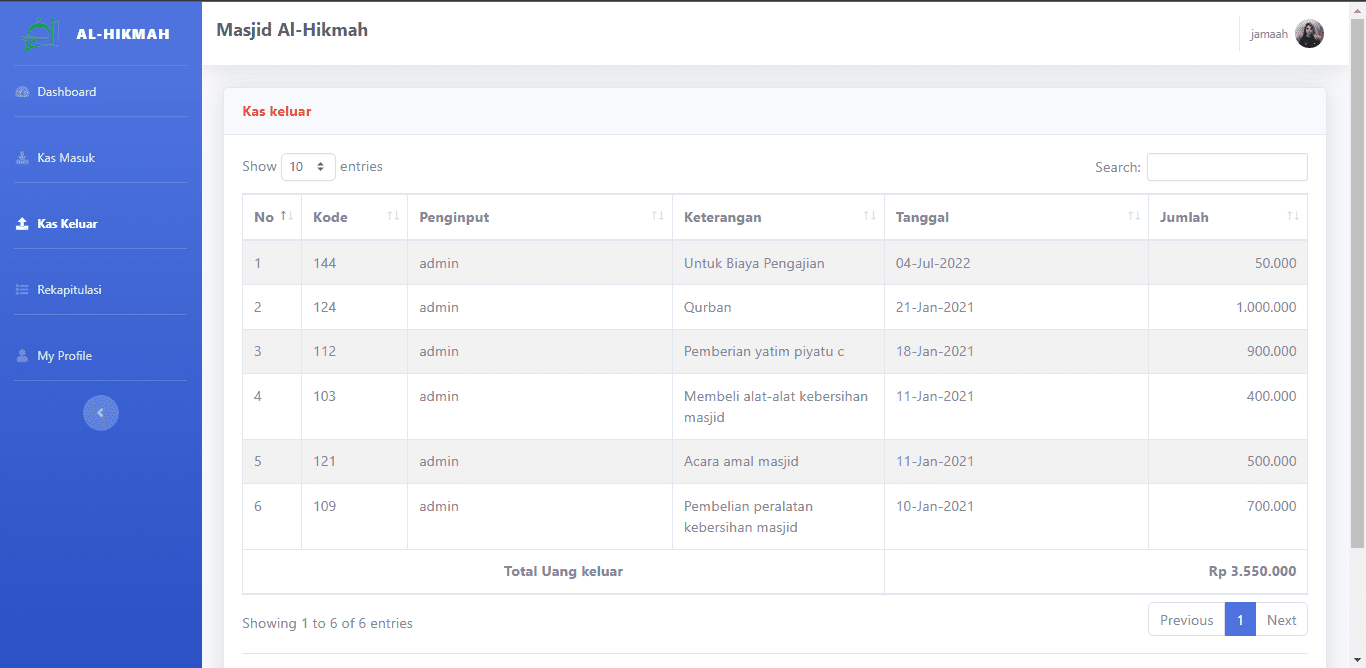 AL-HIKMAH
Masjid Al-Hikmah
jamaah
Dashboard
Kas Masuk
Kas Keluar
Rekapitulasi
My Profile
Kas keluar
Show 10 entries
Search:
No Kode Penginput Keterangan Tanggal Jumlah
1 144 admin Untuk Biaya Pengajian 04-Jul-2022 50.000
2 124 admin Qurban 21-Jan-2021 1.000.000
3 112 admin Pemberian yatim piyatu c 18-Jan-2021 900.000
4 103 admin Membeli alat-alat kebersihan 11-Jan-2021 400.000
masjid
5 121 admin Acara amal masjid 11-Jan-2021 500.000
6 109 admin Pembelian peralatan 10-Jan-2021 700.000
kebersihan masjid
Total Uang keluar Rp 3.550.000
Showing 1 to 6 of 6 entries
Previous 1 Next